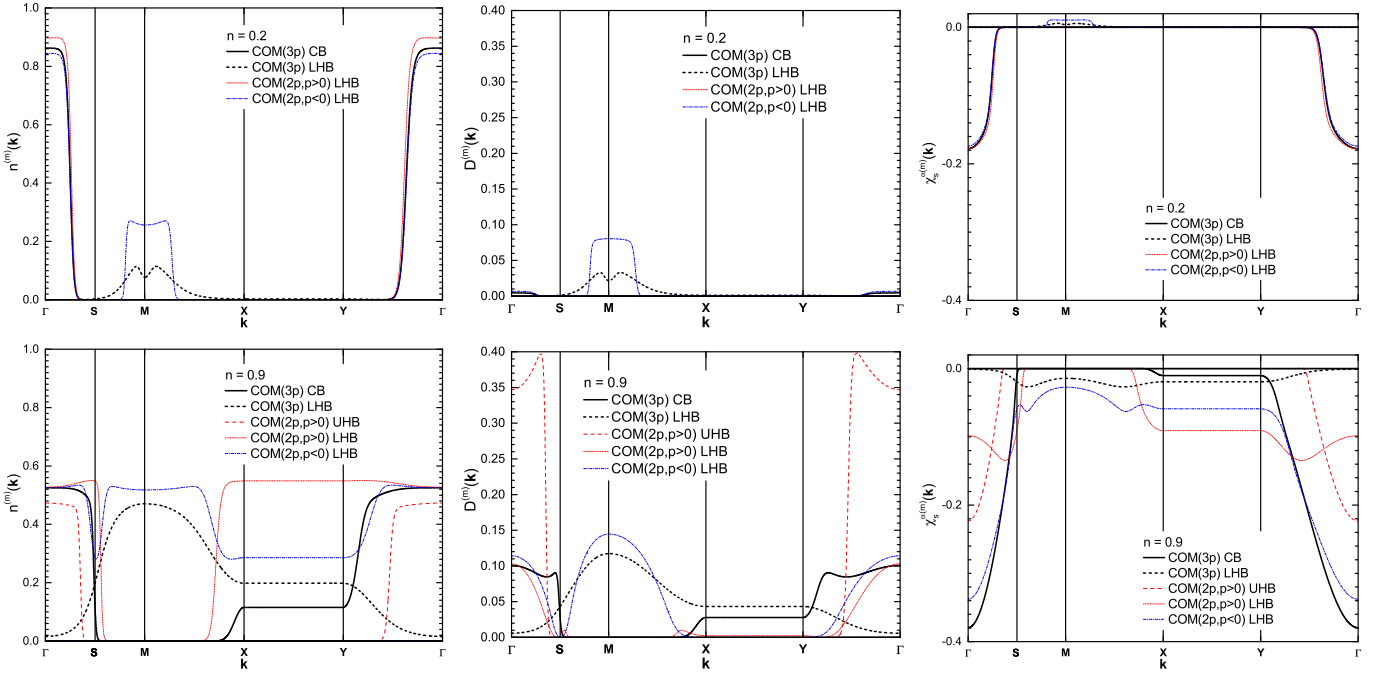 n = 0.2
COM(3p) CB
COM(3p) LHB
COM(2p,p>0) LHB
COM(2p,p<0) LHB
n^(m)(k)
1.0
0.8
0.6
0.4
0.2
0.0
Γ S M X Y Γ
k
n = 0.2
COM(3p) CB
COM(3p) LHB
COM(2p,p>0) LHB
COM(2p,p<0) LHB
D^(m)(k)
0.40
0.35
0.30
0.25
0.20
0.15
0.10
0.05
0.00
Γ S M X Y Γ
k
n = 0.2
COM(3p) CB
COM(3p) LHB
COM(2p,p>0) LHB
COM(2p,p<0) LHB
χ_s^α(m)(k)
0.0
-0.2
-0.4
Γ S M X Y Γ
k
n = 0.9
COM(3p) CB
COM(3p) LHB
COM(2p,p>0) UHB
COM(2p,p>0) LHB
COM(2p,p<0) LHB
n^(m)(k)
1.0
0.8
0.6
0.4
0.2
0.0
Γ S M X Y Γ
k
n = 0.9
COM(3p) CB
COM(3p) LHB
COM(2p,p>0) UHB
COM(2p,p>0) LHB
COM(2p,p<0) LHB
D^(m)(k)
0.40
0.35
0.30
0.25
0.20
0.15
0.10
0.05
0.00
Γ S M X Y Γ
k
n = 0.9
COM(3p) CB
COM(3p) LHB
COM(2p,p>0) UHB
COM(2p,p>0) LHB
COM(2p,p<0) LHB
χ_s^α(m)(k)
0.0
-0.2
-0.4
Γ S M X Y Γ
k